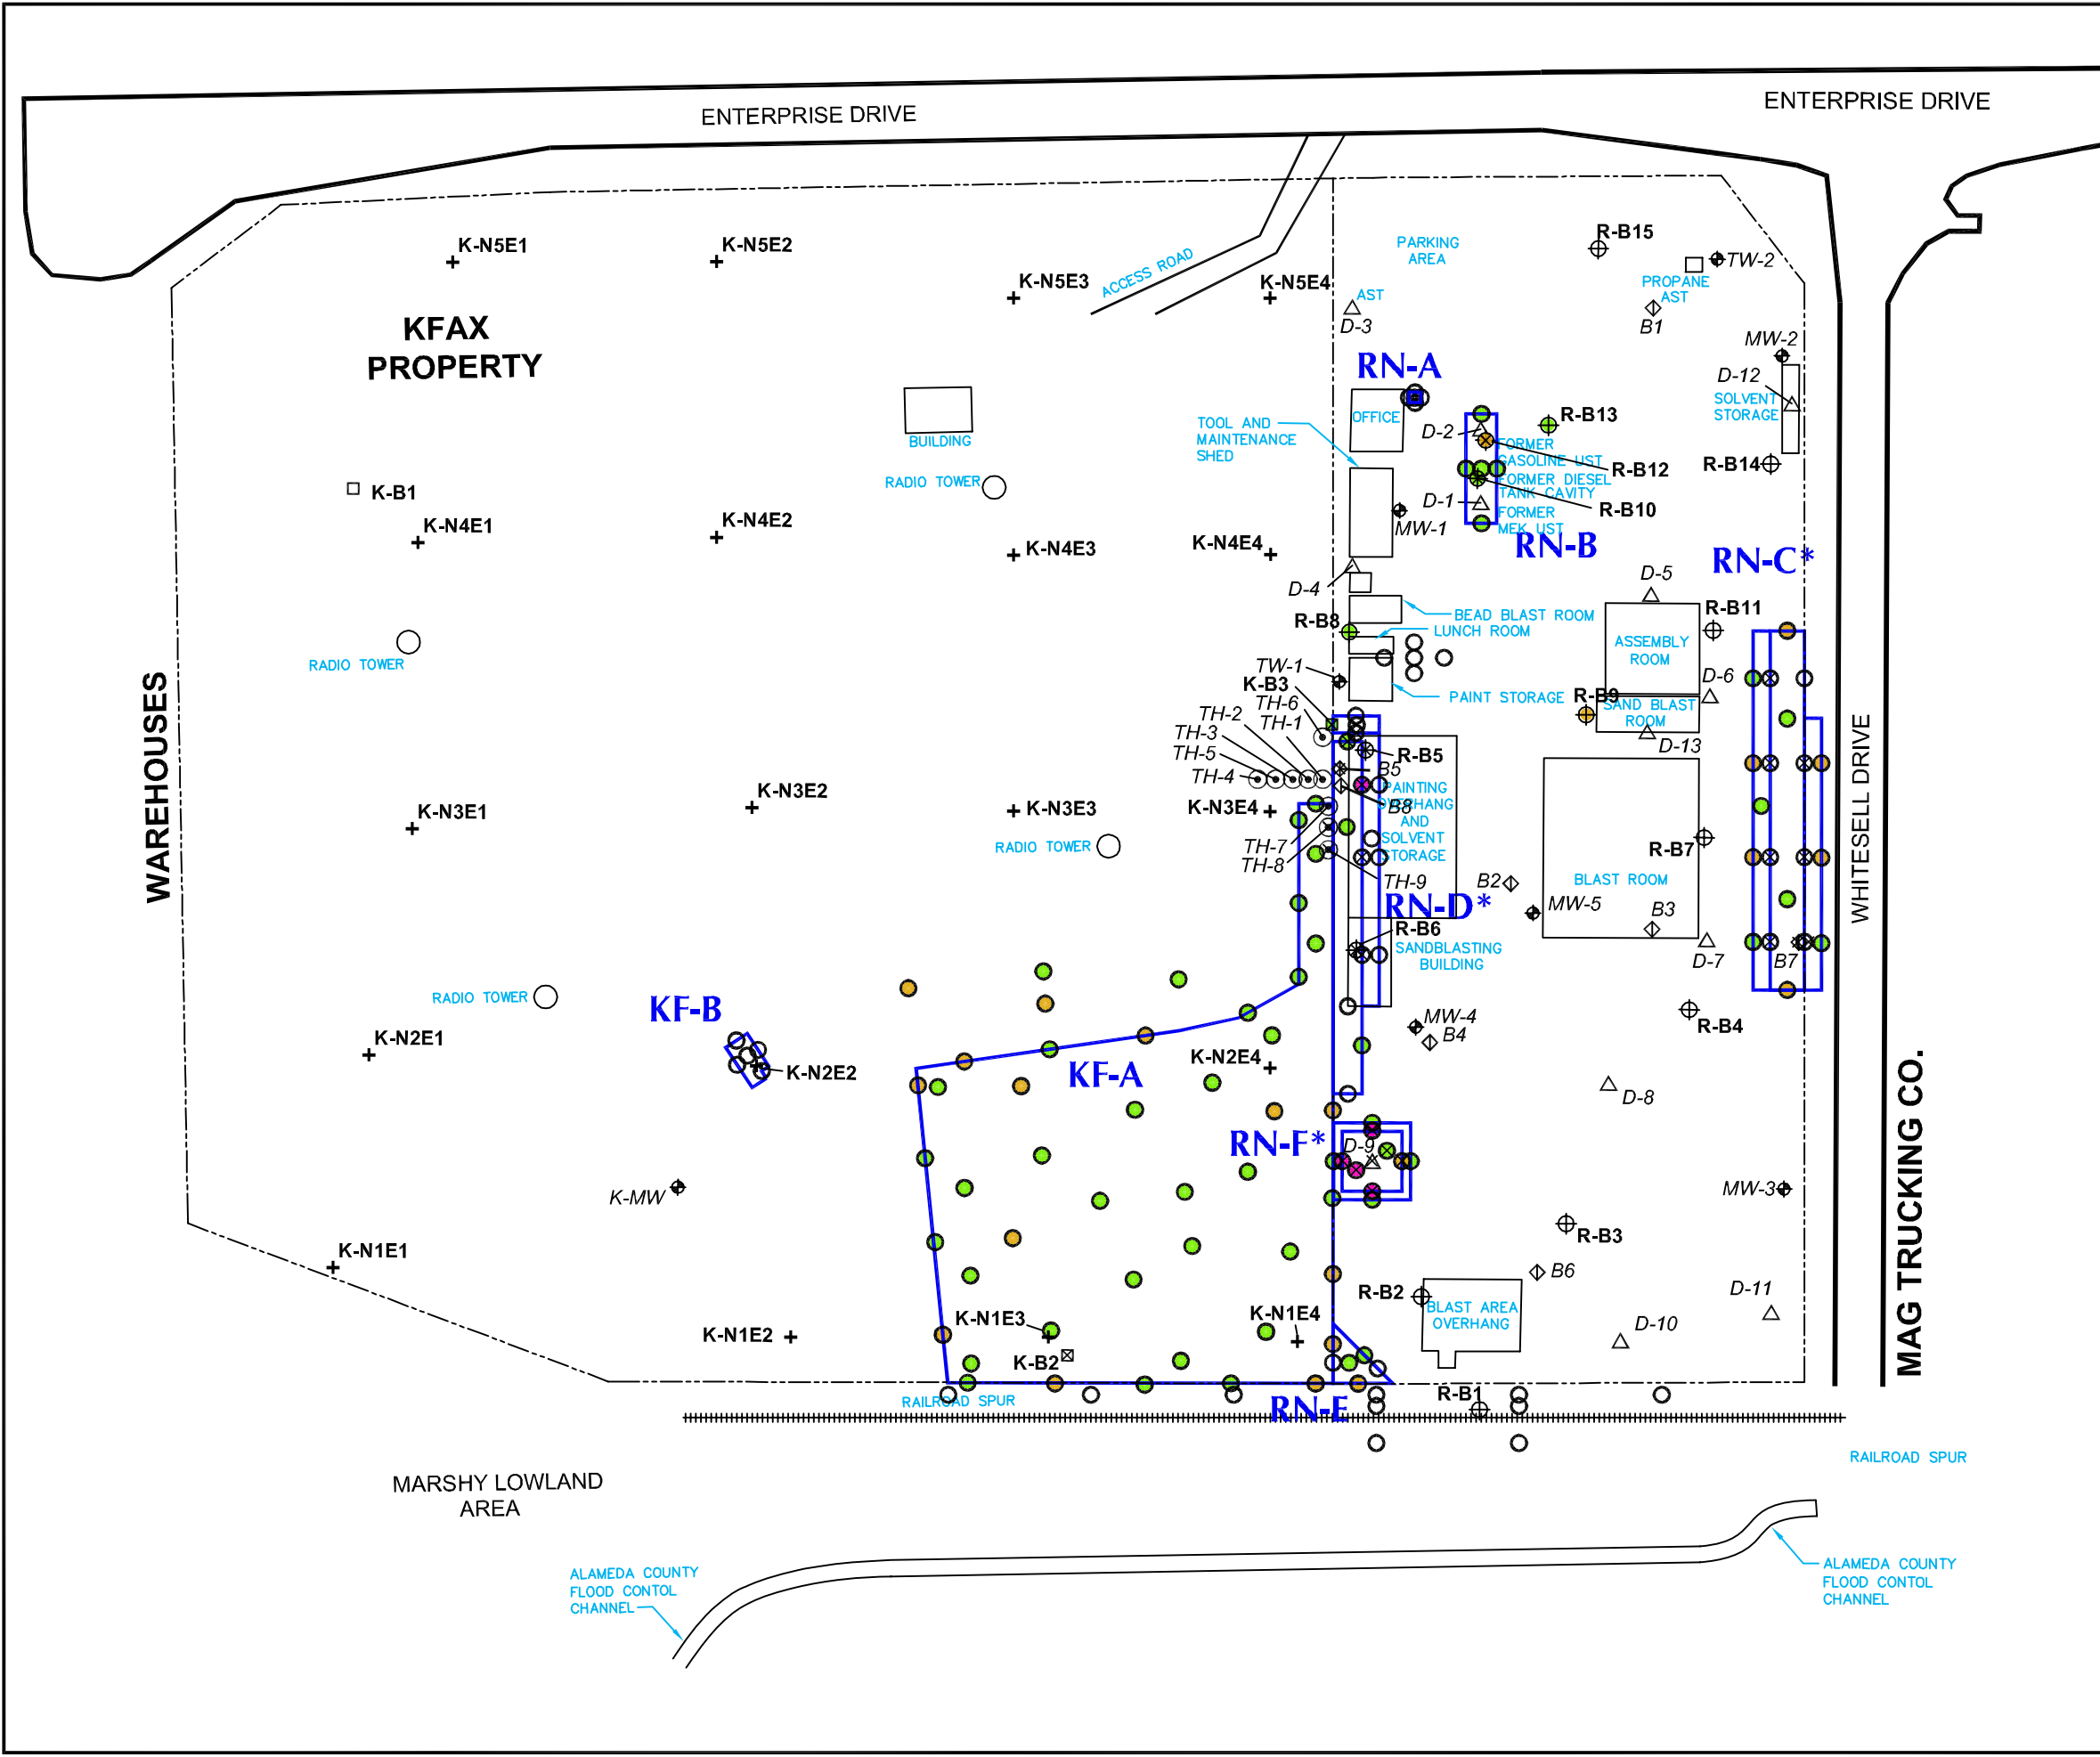 ENTERPRISE DRIVE
ENTERPRISE DRIVE
K-N5E1
K-N5E2
K-N5E3
K-N5E4
ACCESS ROAD
PARKING
AREA
R-B15
TW-2
PROPANE
AST
B1
AST
D-3
KFAX
PROPERTY
MW-2
D-12
SOLVENT
STORAGE
RN-A
OFFICE
BUILDING
TOOL AND
MAINTENANCE
SHED
D-2
R-B13
FORMER
GASOLINE UST
R-B12
FORMER DIESEL
TANK CAVITY
R-B10
D-1
FORMER
MEK UST
R-B14
RADIO TOWER
K-B1
K-N4E1
K-N4E2
K-N4E3
K-N4E4
MW-1
RN-B
RN-C*
D-4
D-5
R-B11
BEAD BLAST ROOM
R-B8
LUNCH ROOM
ASSEMBLY
ROOM
RADIO TOWER
TW-1
K-B3
PAINT STORAGE
D-6
R-B9
SAND BLAST
ROOM
TH-6
TH-2
TH-1
TH-3
TH-5
TH-4
R-B5
B5
D-13
PAINTING
OVERHANG
AND
SOLVENT
STORAGE
B8
WAREHOUSES
WHITESELL DRIVE
K-N3E1
K-N3E2
K-N3E3
K-N3E4
RADIO TOWER
TH-7
TH-8
TH-9
R-B7
BLAST ROOM
B2
MW-5
B3
RN-D*
R-B6
SANDBLASTING
BUILDING
D-7
B7
RADIO TOWER
KF-B
K-N2E1
K-N2E2
KF-A
K-N2E4
MW-4
B4
R-B4
D-8
RN-F*
D-9
K-MW
MW-3
MAG TRUCKING CO.
R-B3
K-N1E1
B6
R-B2
BLAST AREA
OVERHANG
D-11
D-10
K-N1E2
K-N1E3
K-N1E4
K-B2
RAILROAD SPUR
RN-E
R-B1
RAILROAD SPUR
MARSHY LOWLAND
AREA
ALAMEDA COUNTY
FLOOD CONTOL
CHANNEL
ALAMEDA COUNTY
FLOOD CONTOL
CHANNEL